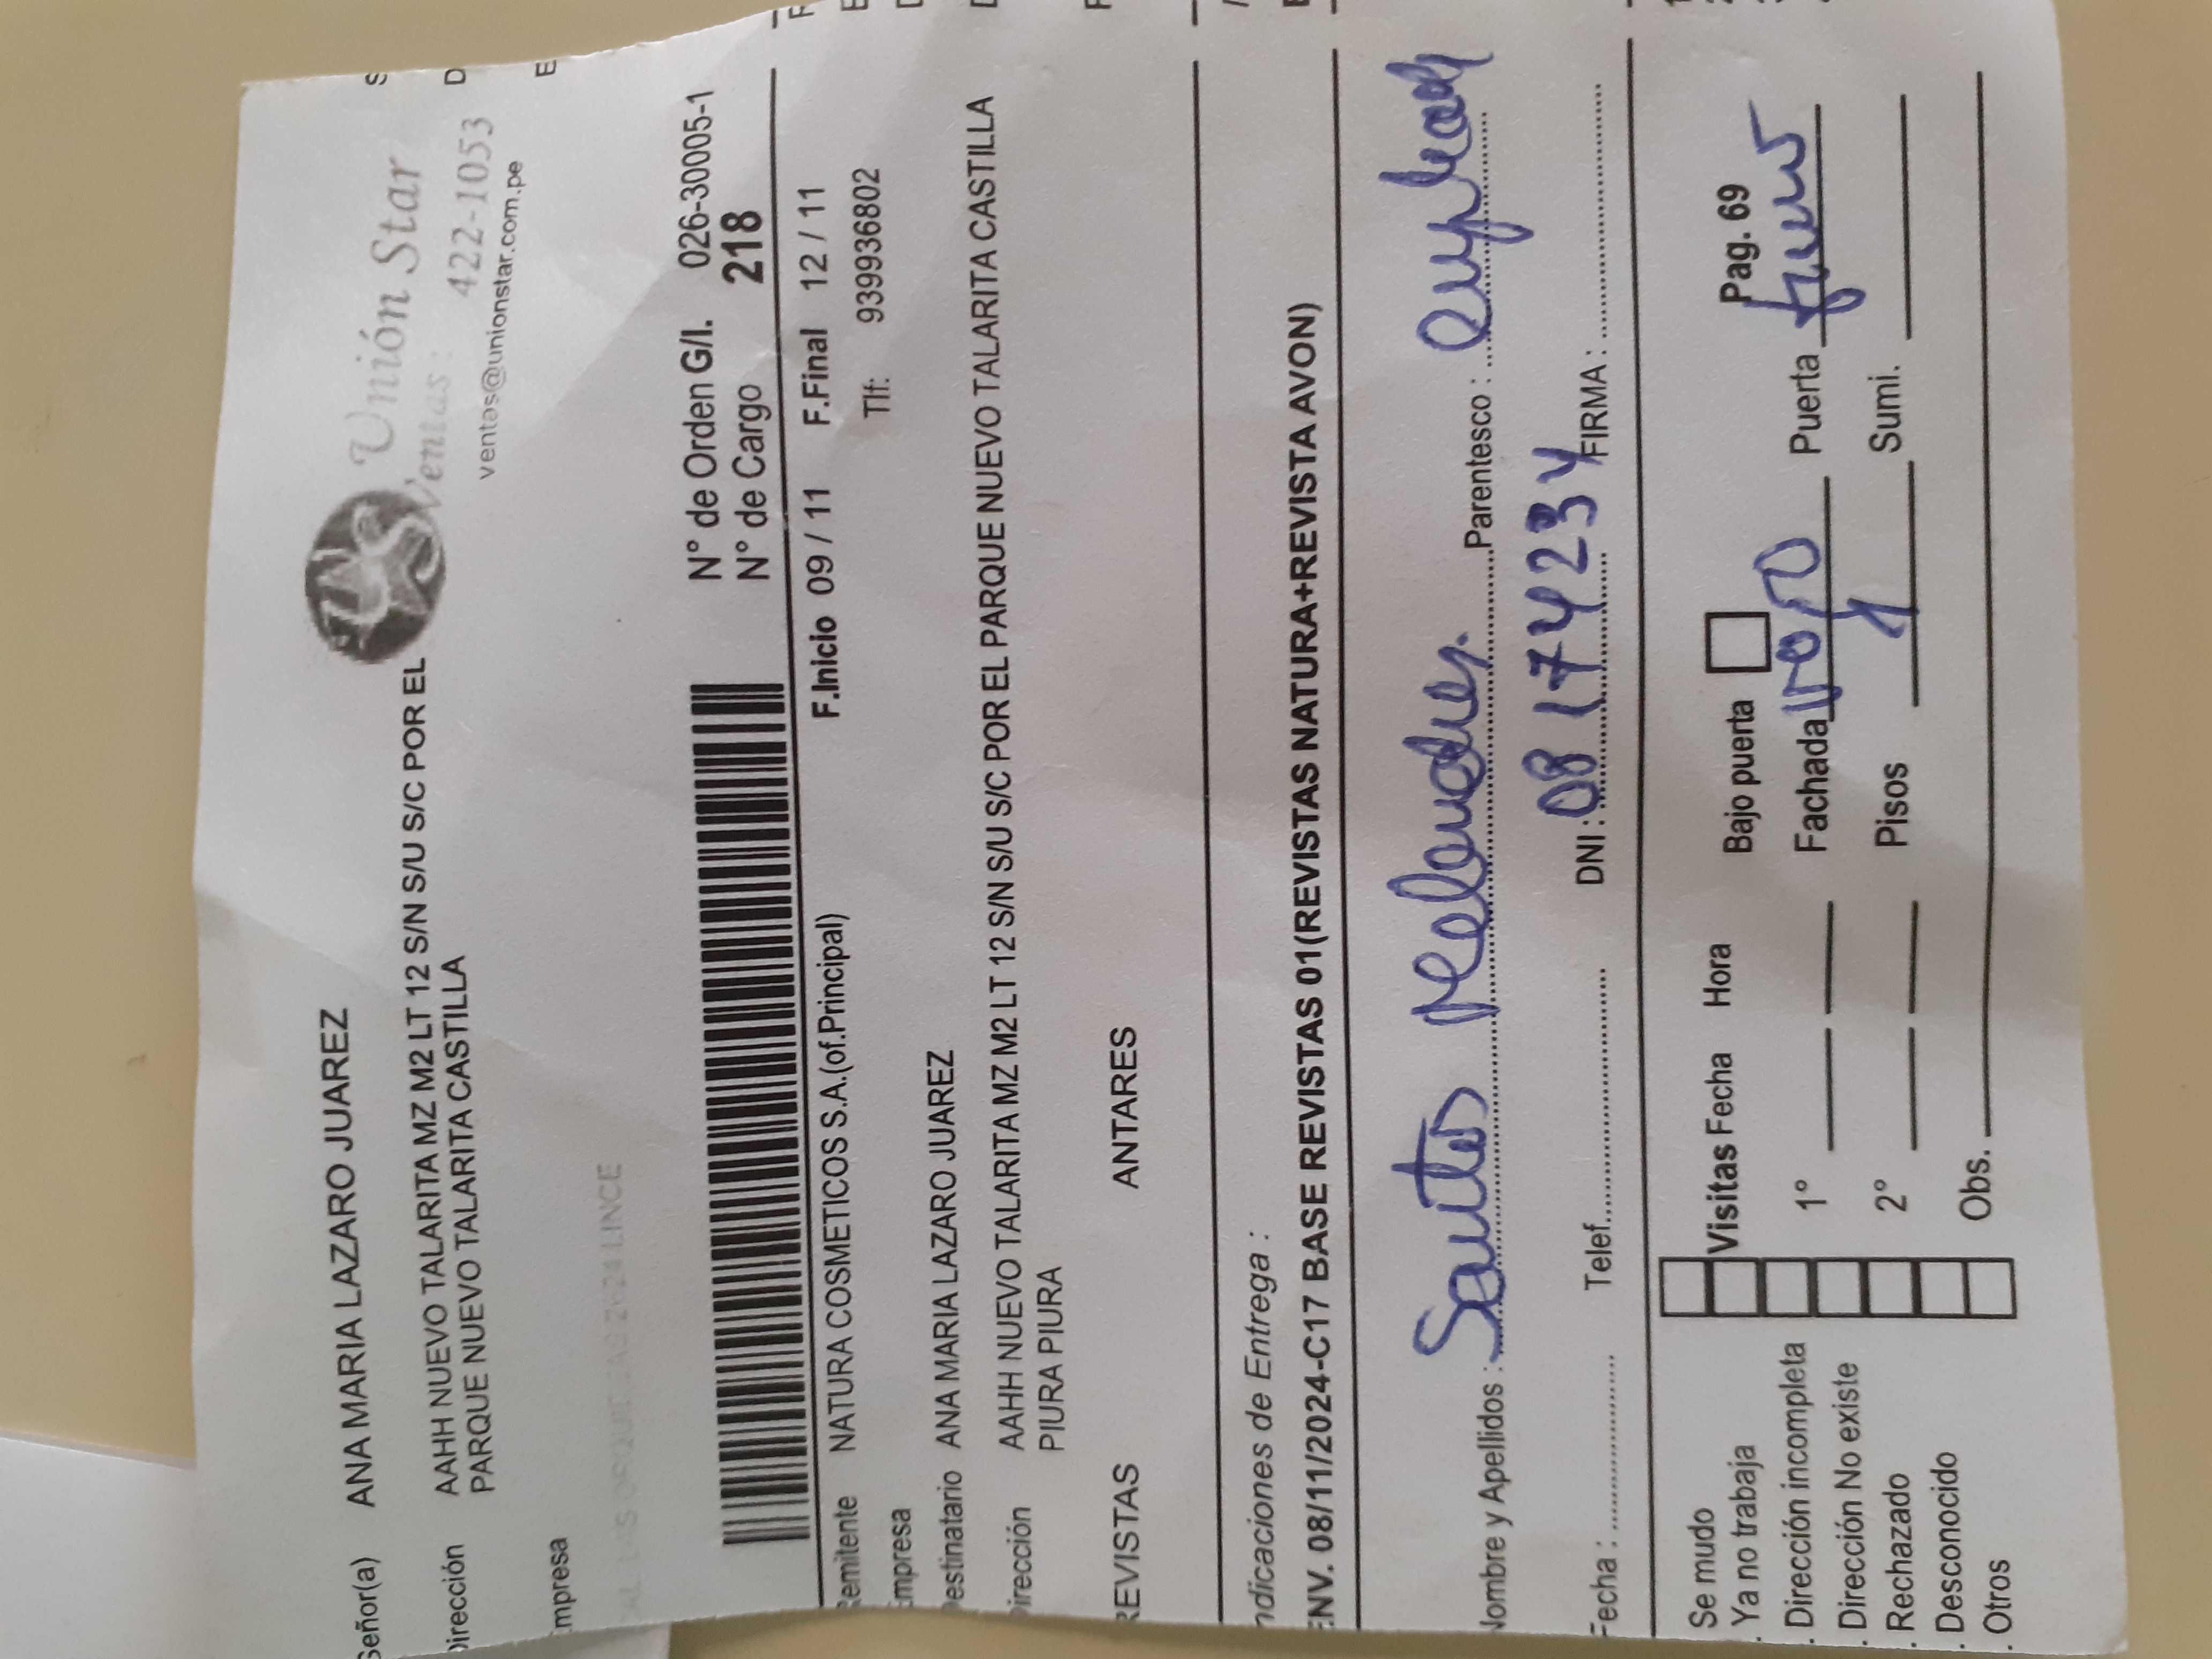 Señor(a) ANA MARIA LAZARO JUAREZ
Unión Star
Ventas: 422-1053
ventas@unionstar.com.pe
Dirección AAHH NUEVO TALARITA MZ M2 LT 12 S/N S/U S/C POR EL
PARQUE NUEVO TALARITA CASTILLA
Empresa
LINCE
N° de Orden G/I. 026-30005-1
N° de Cargo 218
Remitente NATURA COSMETICOS S.A.(of.Principal) F.Inicio 09 / 11 F.Final 12 / 11
Empresa Tlf: 939936802
Destinatario ANA MARIA LAZARO JUAREZ
Dirección AAHH NUEVO TALARITA MZ M2 LT 12 S/N S/U S/C POR EL PARQUE NUEVO TALARITA CASTILLA
PIURA PIURA
REVISTAS ANTARES
Indicaciones de Entrega :
ENV. 08/11/2024-C17 BASE REVISTAS 01(REVISTAS NATURA+REVISTA AVON)
Nombre y Apellidos : Santos Melendres. Parentesco :
Fecha : Telef. DNI : 08174234 FIRMA :
Se mudo
. Ya no trabaja Visitas Fecha Hora Bajo puerta Pag. 69
. Dirección incompleta 1° Fachada Puerta
. Dirección No existe
. Rechazado 2° Pisos 1 Sumi.
. Desconocido
. Otros Obs.